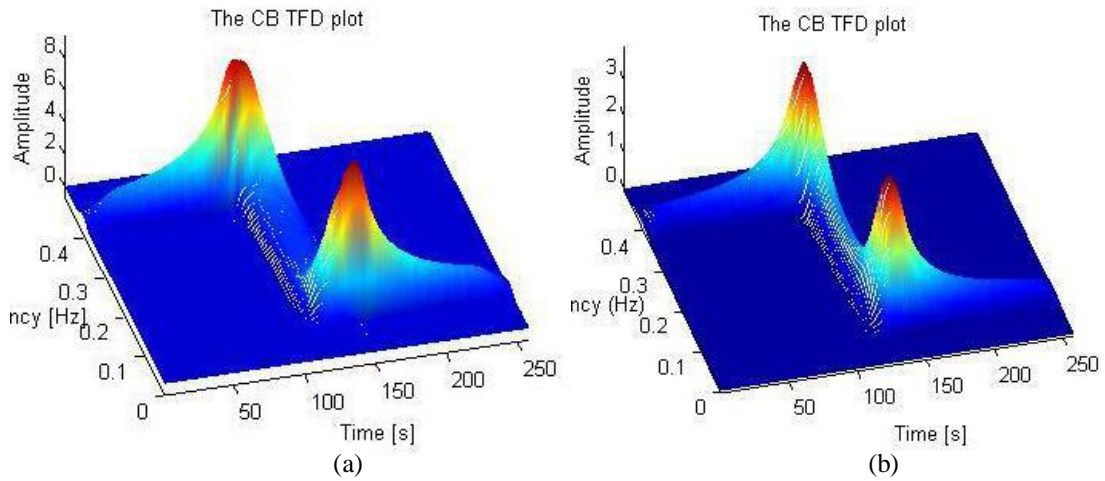 The CB TFD plot
8
6
4
2
0
Amplitude
0.4
0.3
0.2
0.1
0
ncy [Hz]
50
100
150
200
250
Time [s]
(a)
The CB TFD plot
3
2
1
0
Amplitude
0.4
0.3
0.2
0.1
0
ncy (Hz)
50
100
150
200
250
Time [s]
(b)